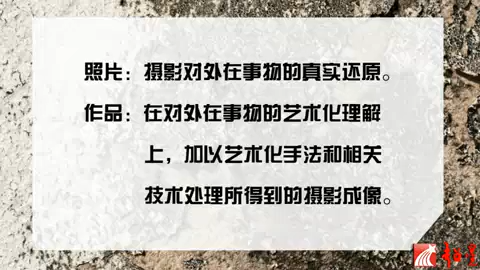 照片：摄影对外在事物的真实还原。
作品：在对外在事物的艺术化理解
上，加以艺术化手法和相关
技术处理所得到的摄影成像。